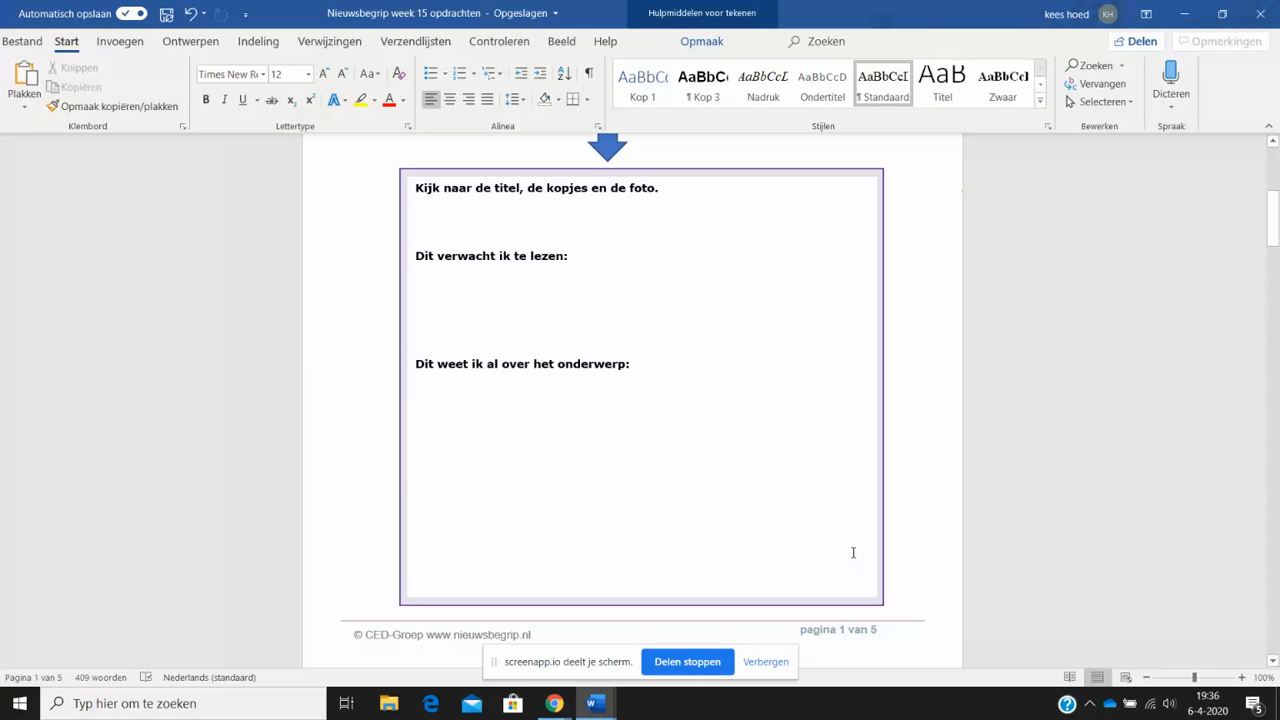 Automatisch opslaan
Nieuwsbegrip week 15 opdrachten - Opgeslagen
Hulpmiddelen voor tekenen
kees hoed KH
Bestand Start Invoegen Ontwerpen Indeling Verwijzingen Verzendlijsten Controleren Beeld Help Opmaak Zoeken Delen Opmerkingen
Plakken
Knippen
Kopiëren
Opmaak kopiëren/plakken
Klembord
Times New R 12
Lettertype
Alinea
AaBbCc Kop 1
AaBbC ¶ Kop 3
AaBbCcL Nadruk
AaBbCcD Ondertitel
AaBbCcI ¶ Standaard
AaB Titel
AaBbCcI Zwaar
Stijlen
Zoeken
Vervangen
Selecteren
Bewerken
Dicteren
Spraak
Kijk naar de titel, de kopjes en de foto.
Dit verwacht ik te lezen:
Dit weet ik al over het onderwerp:
© CED-Groep www.nieuwsbegrip.nl
pagina 1 van 5
screenapp.io deelt je scherm. Delen stoppen Verbergen
Pagina 1 van 5 409 woorden Nederlands (standaard) 100%
Typ hier om te zoeken
19:36
6-4-2020
5